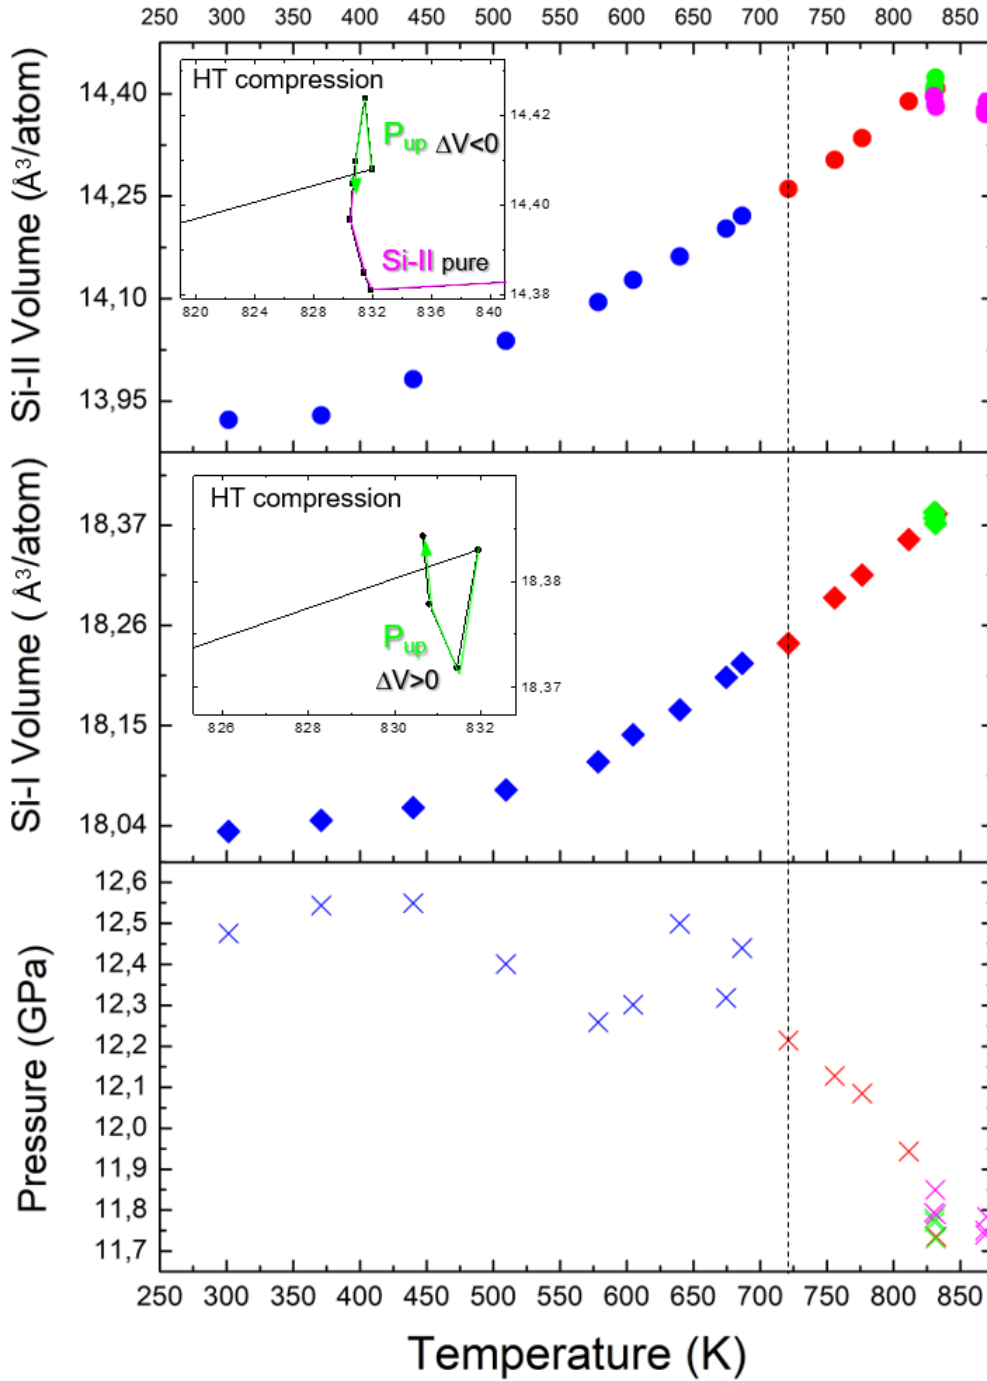 250 300 350 400 450 500 550 600 650 700 750 800 850
Si-II Volume (Å³/atom)
14,40
14,25
14,10
13,95
HT compression
P_up ΔV<0
Si-II pure
14,42
14,40
14,38
820 824 828 832 836 840
Si-I Volume ( Å³/atom)
18,37
18,26
18,15
18,04
HT compression
P_up
ΔV>0
18,38
18,37
826 828 830 832
Pressure (GPa)
12,6
12,5
12,4
12,3
12,2
12,1
12,0
11,9
11,8
11,7
250 300 350 400 450 500 550 600 650 700 750 800 850
Temperature (K)